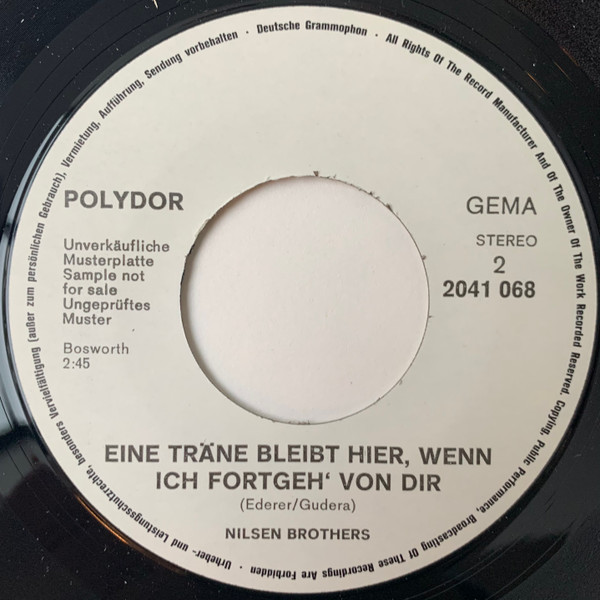 Urheber- und Leistungsschutzrechte, besonders Vervielfältigung (außer zum persönlichen Gebrauch), Vermietung, Aufführung, Sendung vorbehalten · Deutsche Grammophon · All Rights Of The Record Manufacturer And Of The Owner Of The Work Recorded Reserved. Copying, Public Performance, Broadcasting Of These Recordings Are Forbidden ·
POLYDOR
GEMA
Unverkäufliche
Musterplatte
Sample not
for sale
Ungeprüftes
Muster
STEREO
2
2041 068
Bosworth
2:45
EINE TRÄNE BLEIBT HIER, WENN
ICH FORTGEH‘ VON DIR
(Ederer/Gudera)
NILSEN BROTHERS